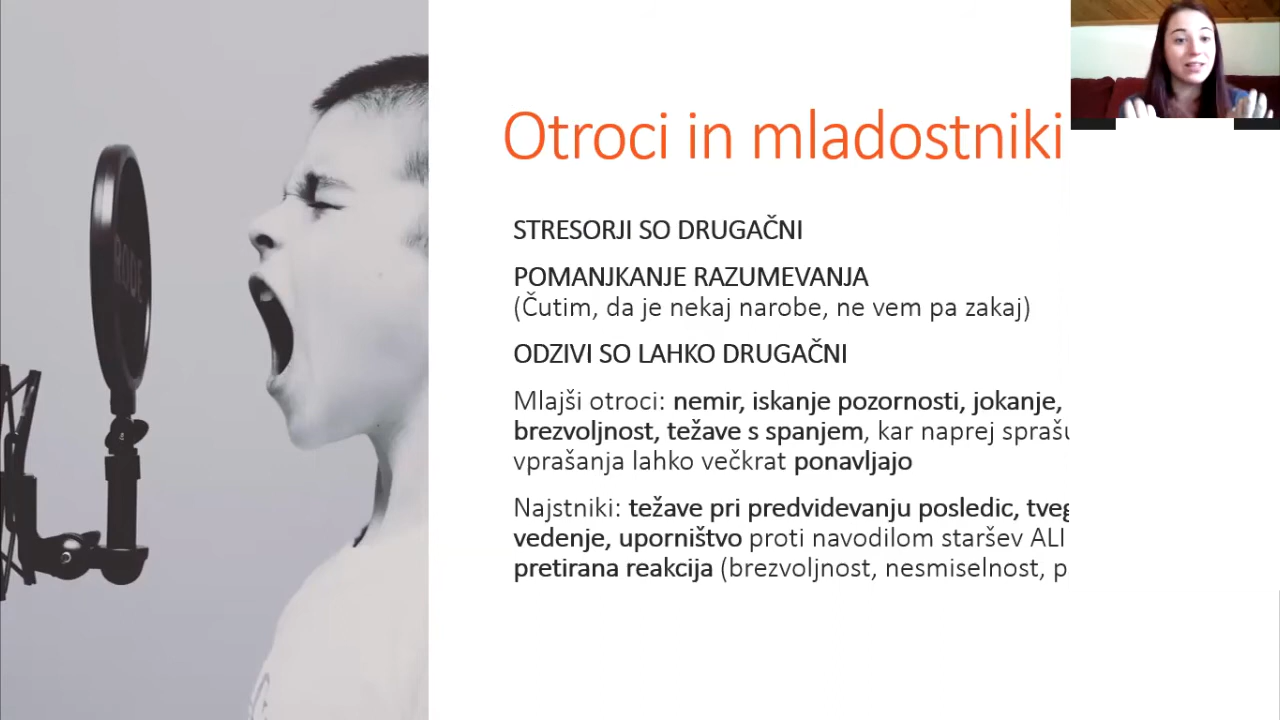 Otroci in mladostniki
STRESORJI SO DRUGAČNI
POMANJKANJE RAZUMEVANJA
(Čutim, da je nekaj narobe, ne vem pa zakaj)
ODZIVI SO LAHKO DRUGAČNI
Mlajši otroci: nemir, iskanje pozornosti, jokanje,
brezvoljnost, težave s spanjem, kar naprej
vprašanja lahko večkrat ponavljajo
Najstniki: težave pri predvidevanju posledic,
vedenje, uporništvo proti navodilom staršev ALI
pretirana reakcija (brezvoljnost, nesmiselnost,
RODE